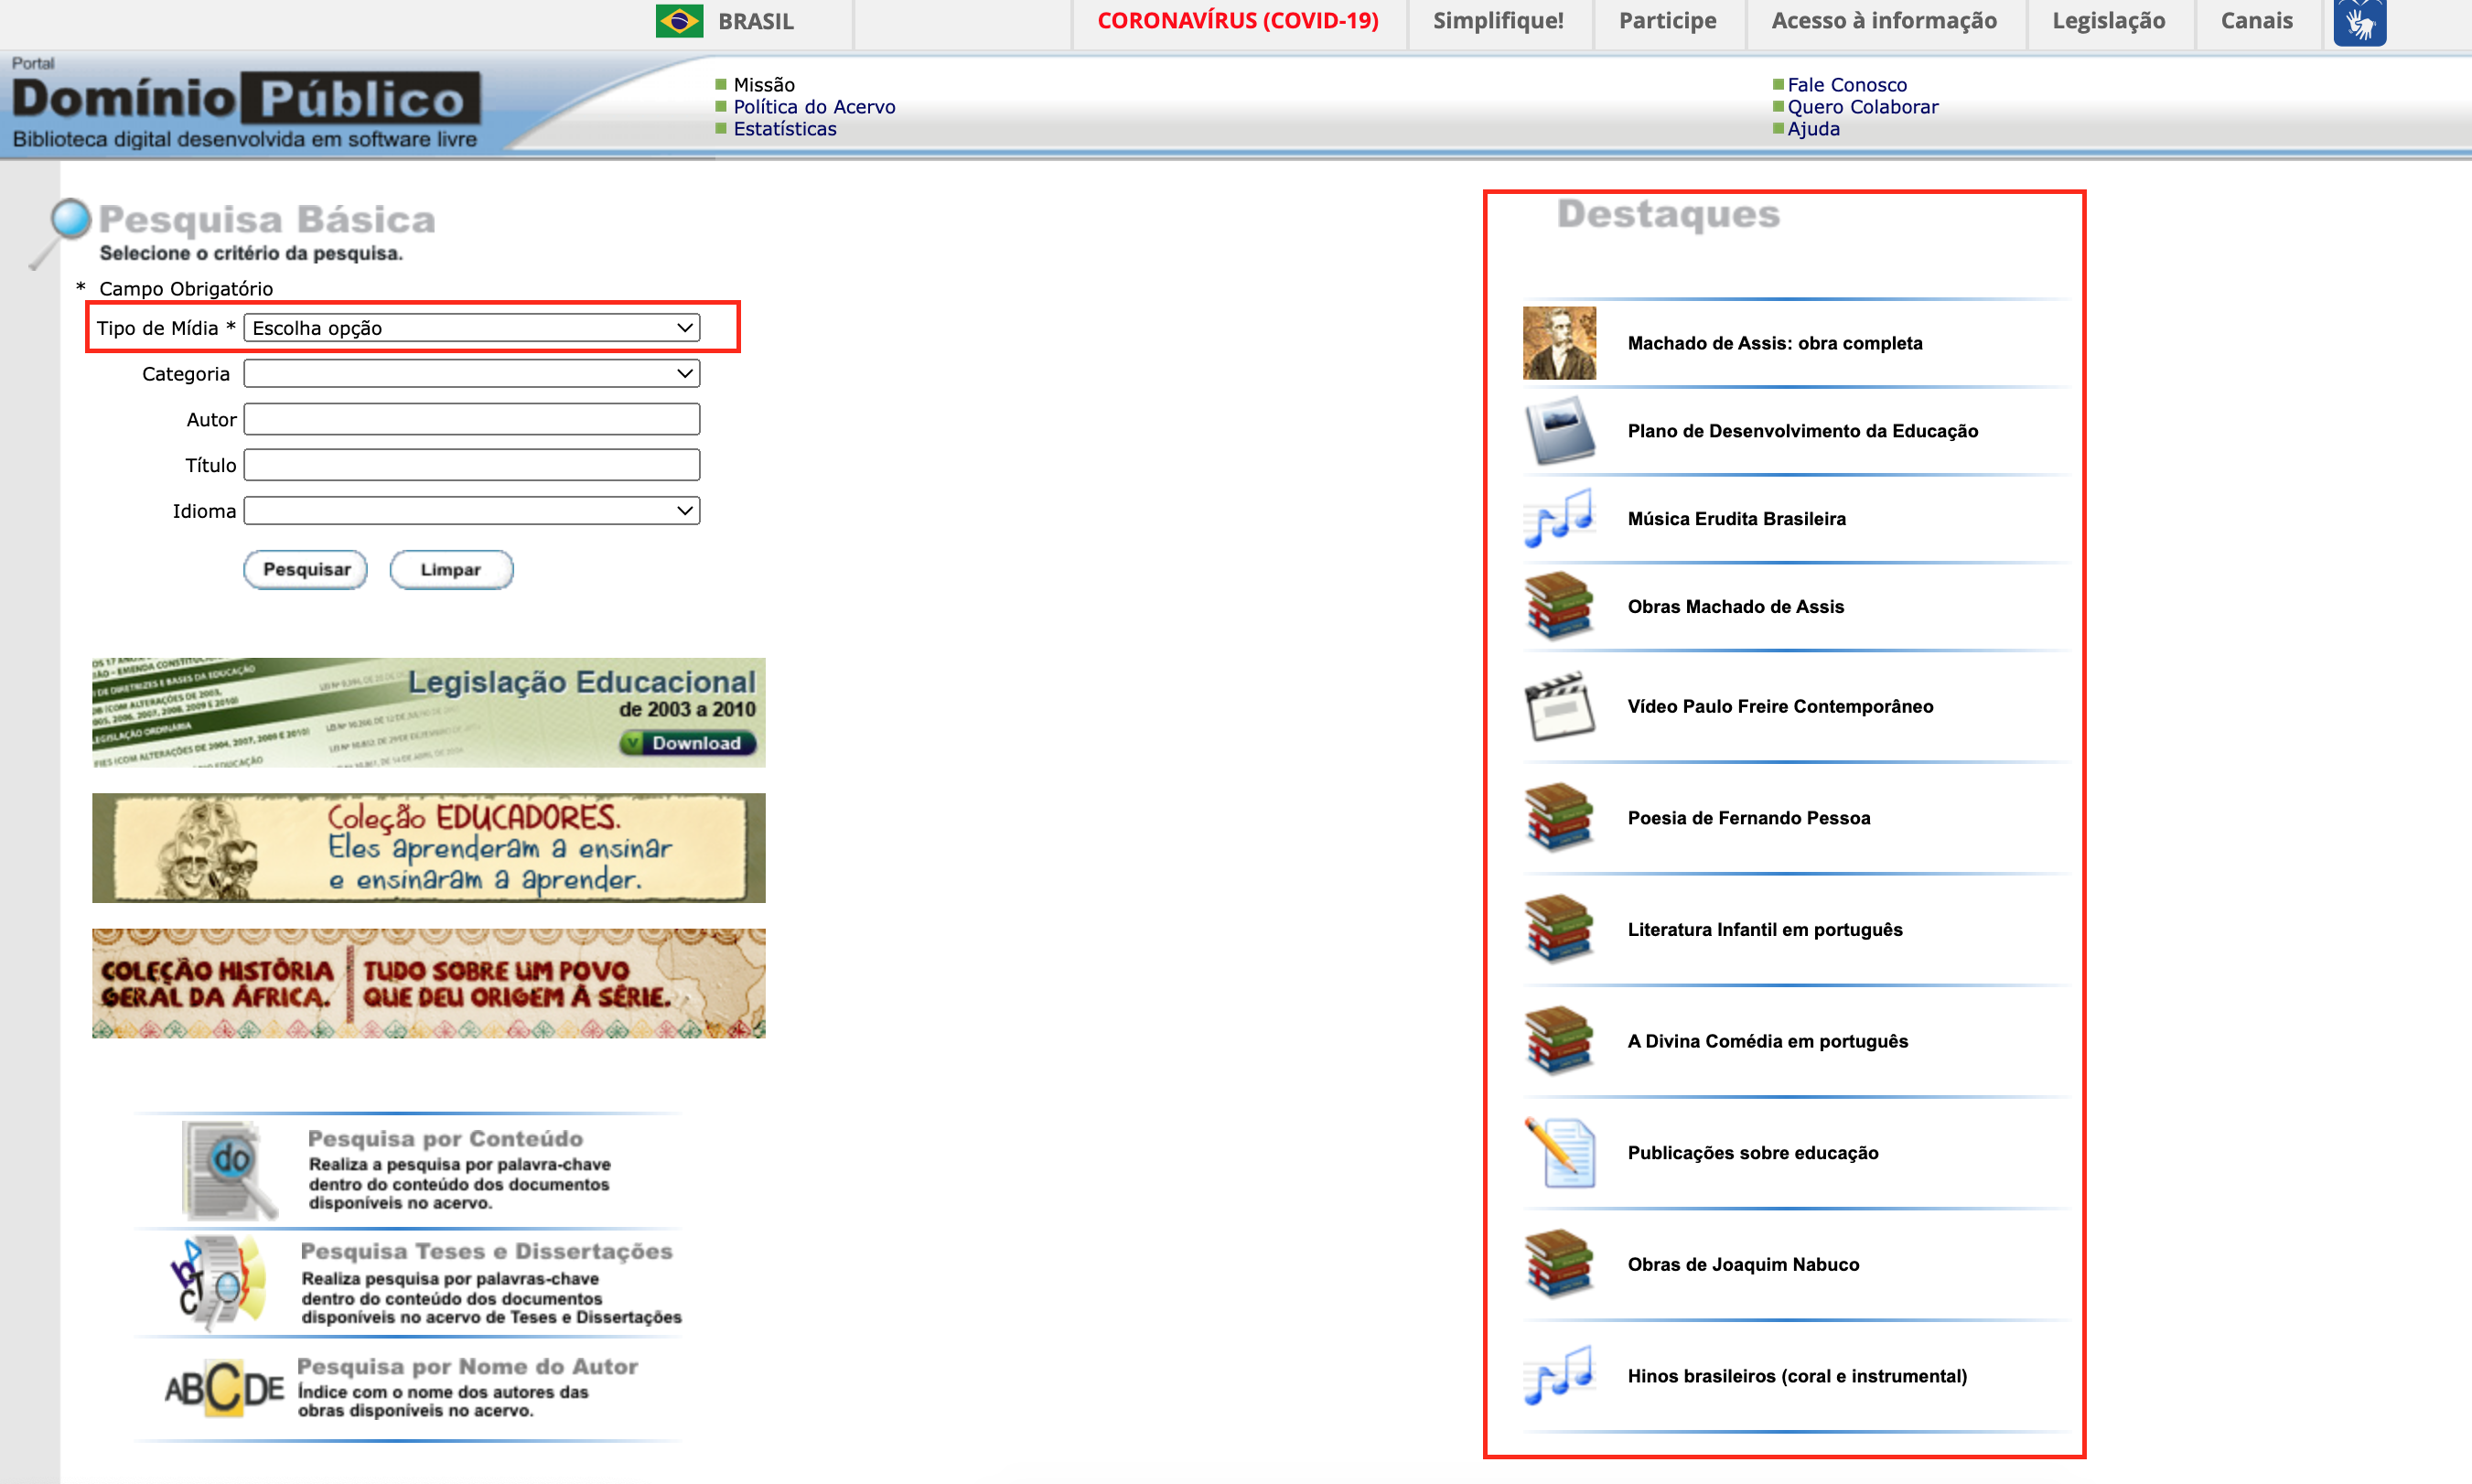 BRASIL
CORONAVÍRUS (COVID-19)
Simplifique!
Participe
Acesso à informação
Legislação
Canais
Portal
Domínio Público
Biblioteca digital desenvolvida em software livre
Missão
Política do Acervo
Estatísticas
Fale Conosco
Quero Colaborar
Ajuda
Pesquisa Básica
Selecione o critério da pesquisa.
* Campo Obrigatório
Tipo de Mídia * Escolha opção
Categoria
Autor
Título
Idioma
Pesquisar
Limpar
Legislação Educacional
de 2003 a 2010
Download
Coleção EDUCADORES.
Eles aprenderam a ensinar
e ensinaram a aprender.
COLEÇÃO HISTÓRIA
GERAL DA ÁFRICA.
TUDO SOBRE UM POVO
QUE DEU ORIGEM À SÉRIE.
do
Pesquisa por Conteúdo
Realiza a pesquisa por palavra-chave
dentro do conteúdo dos documentos
disponíveis no acervo.
Pesquisa Teses e Dissertações
Realiza pesquisa por palavras-chave
dentro do conteúdo dos documentos
disponíveis no acervo de Teses e Dissertações
ABCDE
Pesquisa por Nome do Autor
Índice com o nome dos autores das
obras disponíveis no acervo.
Destaques
Machado de Assis: obra completa
Plano de Desenvolvimento da Educação
Música Erudita Brasileira
Obras Machado de Assis
Vídeo Paulo Freire Contemporâneo
Poesia de Fernando Pessoa
Literatura Infantil em português
A Divina Comédia em português
Publicações sobre educação
Obras de Joaquim Nabuco
Hinos brasileiros (coral e instrumental)